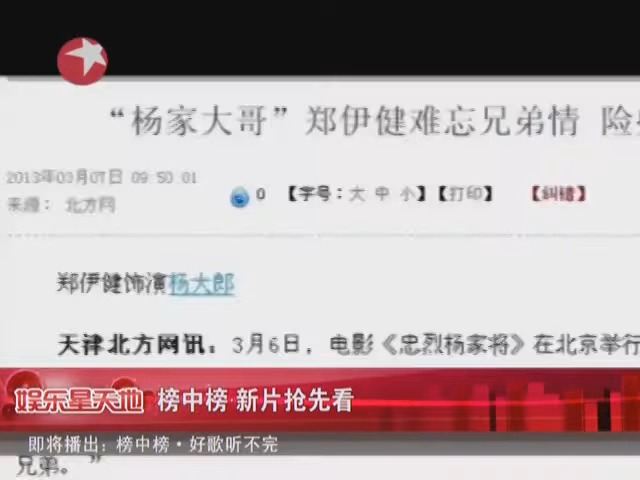 “杨家大哥”郑伊健难忘兄弟情 险
2013年03月07日 09:50:01
来源： 北方网
0 【字号：大 中 小】【打印】 【纠错】
郑伊健饰演杨大郎
天津北方网讯：3月6日，电影《忠烈杨家将》在北京举行
娱乐星天地 榜中榜·新片抢先看
即将播出：榜中榜·好歌听不完
兄弟。”